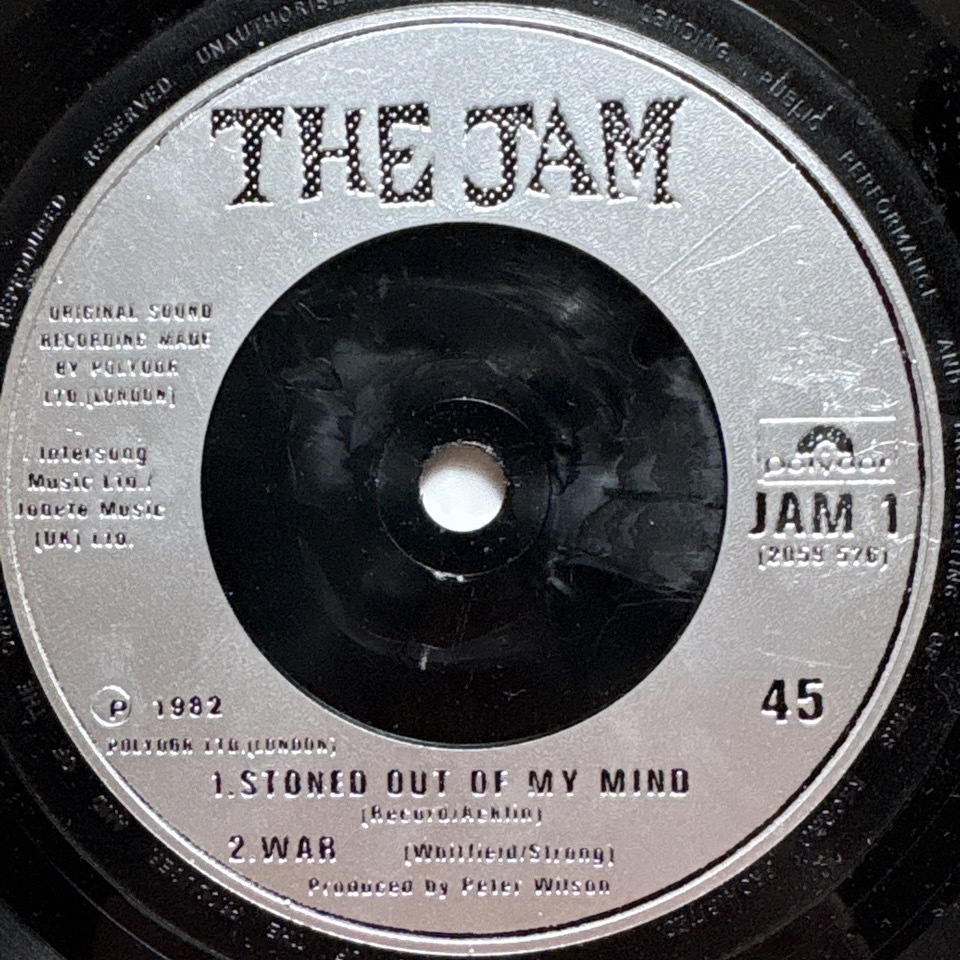 RESERVED UNAUTHORISED
LENDING PUBLIC PERFORMANCE AND
THE JAM
ORIGINAL SOUND
RECORDING MADE
BY POLYDOR
LTD.(LONDON)
Intersong
Music Ltd./
Jobete Music
(UK) Ltd.
polydor
JAM 1
(2059 526)
45
P 1982
POLYDOR LTD.(LONDON)
1.STONED OUT OF MY MIND
(Record/Acklin)
2.WAR (Whitfield/Strong)
Produced by Peter Wilson